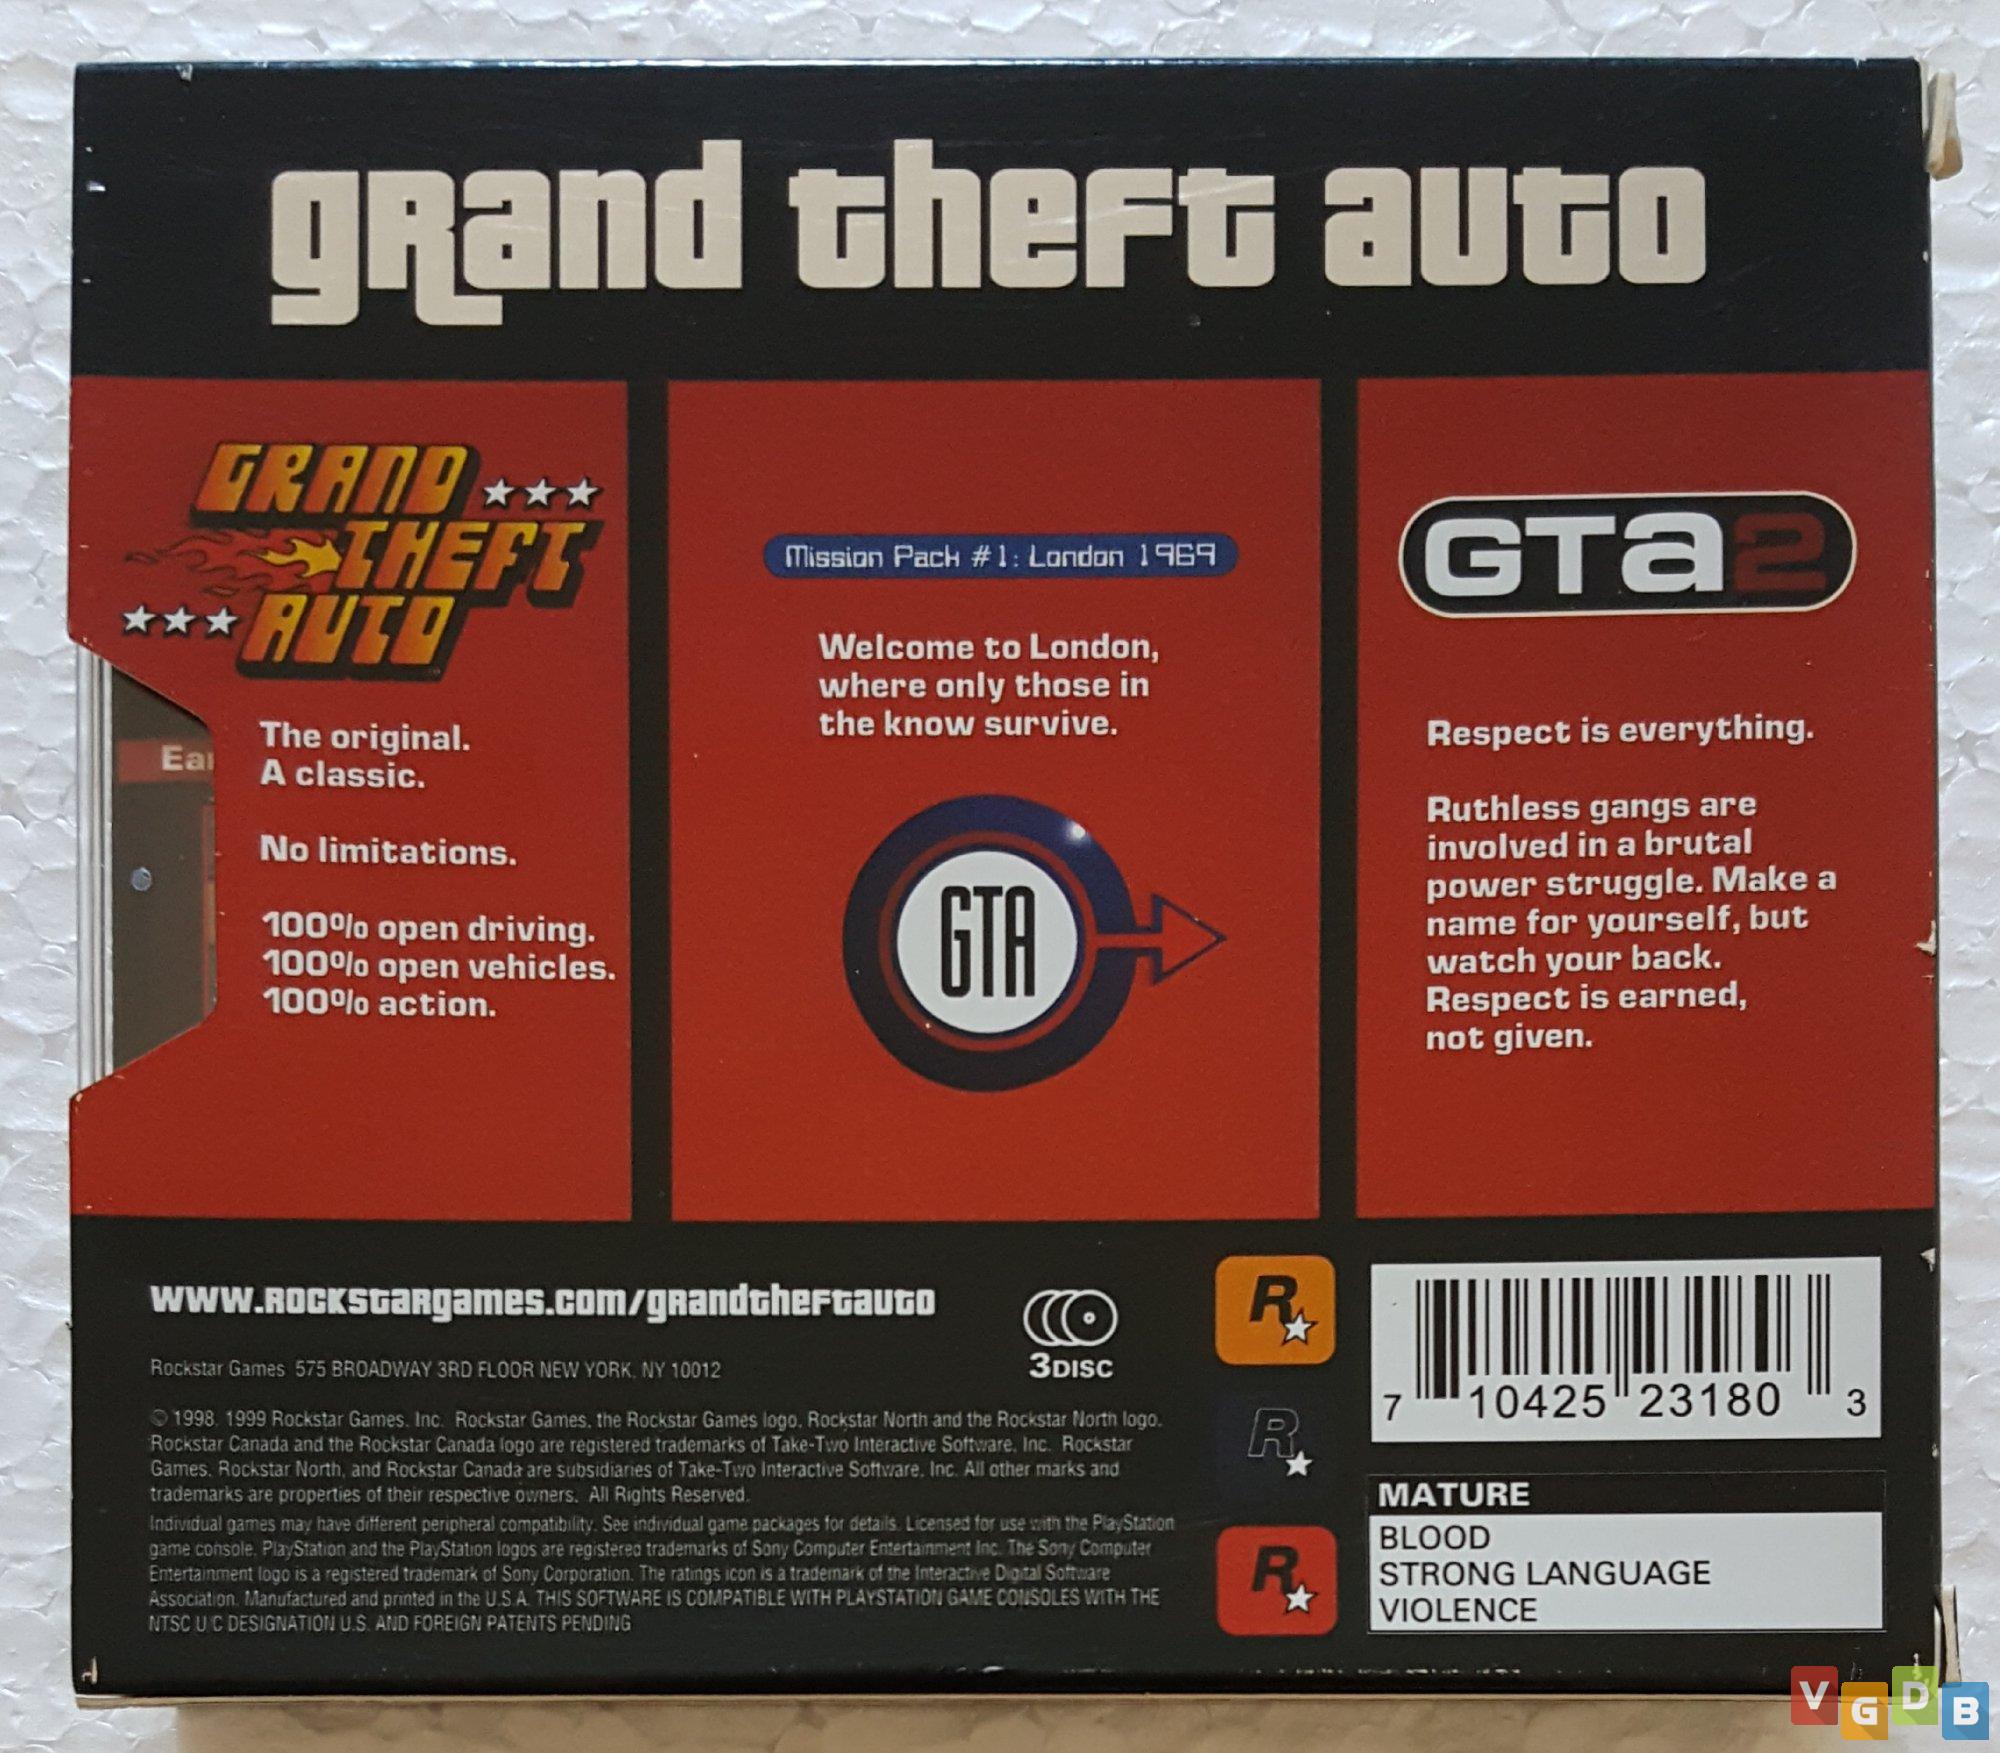 grand theft auto
GRAND
THEFT
AUTO
The original.
A classic.
No limitations.
100% open driving.
100% open vehicles.
100% action.
Mission Pack #1: London 1969
Welcome to London,
where only those in
the know survive.
GTA
GTA2
Respect is everything.
Ruthless gangs are
involved in a brutal
power struggle. Make a
name for yourself, but
watch your back.
Respect is earned,
not given.
www.rockstargames.com/grandtheftauto
3DISC
Rockstar Games 575 BROADWAY 3RD FLOOR NEW YORK, NY 10012
© 1998, 1999 Rockstar Games, Inc. Rockstar Games, the Rockstar Games logo, Rockstar North and the Rockstar North logo,
Rockstar Canada and the Rockstar Canada logo are registered trademarks of Take-Two Interactive Software, Inc. Rockstar
Games, Rockstar North, and Rockstar Canada are subsidiaries of Take-Two Interactive Software, Inc. All other marks and
trademarks are properties of their respective owners. All Rights Reserved.
Individual games may have different peripheral compatibility. See individual game packages for details. Licensed for use with the PlayStation
game console. PlayStation and the PlayStation logos are registered trademarks of Sony Computer Entertainment Inc. The Sony Computer
Entertainment logo is a registered trademark of Sony Corporation. The ratings icon is a trademark of the Interactive Digital Software
Association. Manufactured and printed in the U.S.A. THIS SOFTWARE IS COMPATIBLE WITH PLAYSTATION GAME CONSOLES WITH THE
NTSC U/C DESIGNATION U.S. AND FOREIGN PATENTS PENDING
R
R
R
7 10425 23180 3
MATURE
BLOOD
STRONG LANGUAGE
VIOLENCE
VGDB